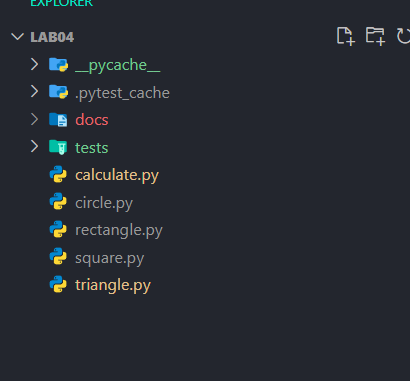 EXPLORER
LAB04
__pycache__
.pytest_cache
docs
tests
calculate.py
circle.py
rectangle.py
square.py
triangle.py